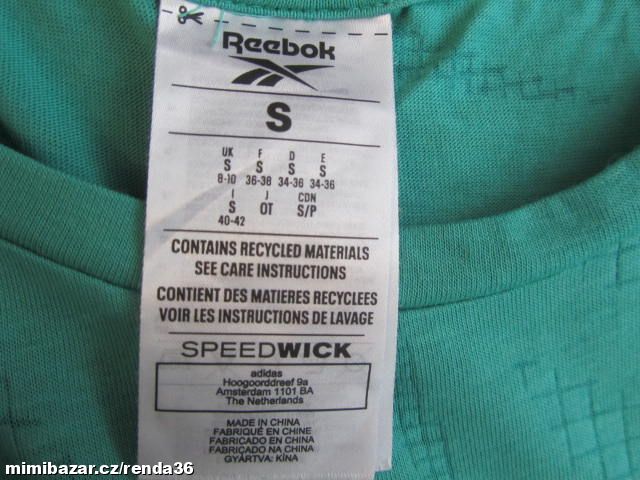 Reebok
S
UK F D E
S S S S
8-10 36-38 34-36 34-36
I J CDN
S OT S/P
40-42
CONTAINS RECYCLED MATERIALS
SEE CARE INSTRUCTIONS
CONTIENT DES MATIERES RECYCLEES
VOIR LES INSTRUCTIONS DE LAVAGE
SPEEDWICK
adidas
Hoogoorddreef 9a
Amsterdam 1101 BA
The Netherlands
MADE IN CHINA
FABRIQUÉ EN CHINE
FABRICADO EN CHINA
FABRICADO NA CHINA
GYÁRTVA: KÍNA
mimibazar.cz/renda36